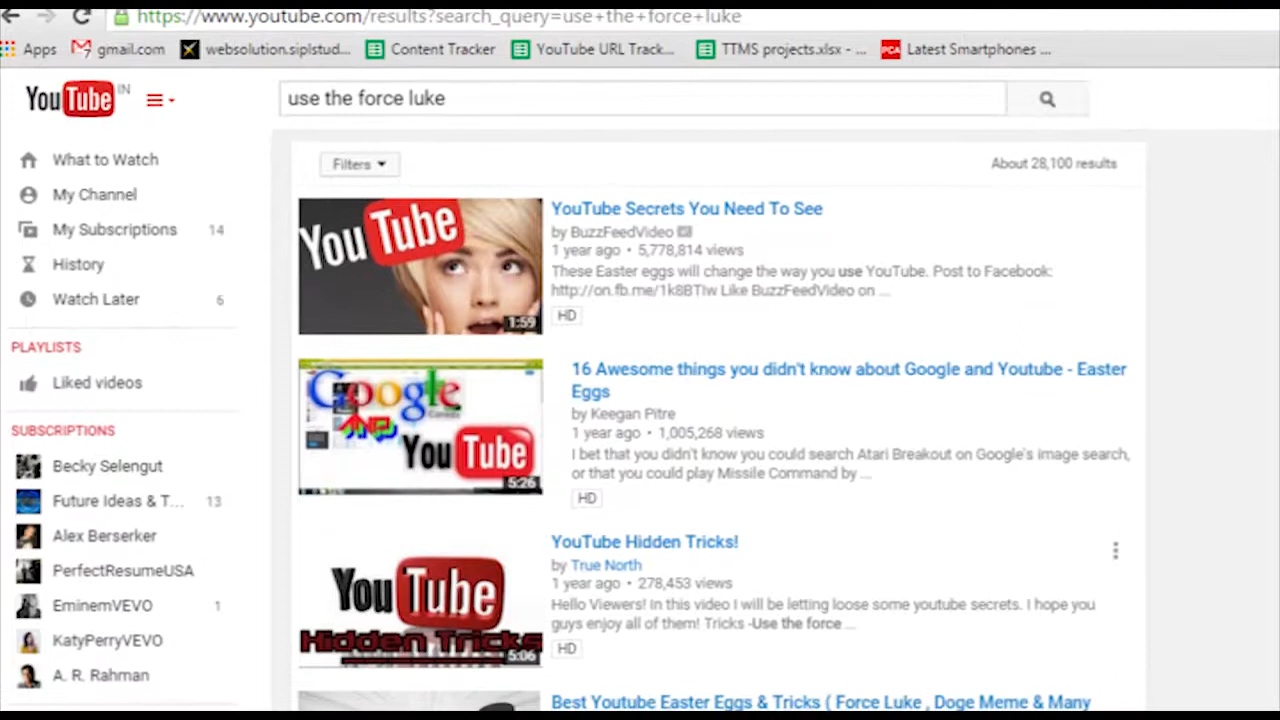 https://www.youtube.com/results?search_query=use+the+force+luke
Apps gmail.com websolution.siplstud... Content Tracker YouTube URL Track... TTMS projects.xlsx - ... PCA Latest Smartphones ...
YouTube IN
use the force luke
What to Watch
My Channel
My Subscriptions 14
History
Watch Later 6
PLAYLISTS
Liked videos
SUBSCRIPTIONS
Becky Selengut
Future Ideas & T... 13
Alex Berserker
PerfectResumeUSA
EminemVEVO 1
KatyPerryVEVO
A. R. Rahman
Filters
About 28,100 results
YouTube
1:59
YouTube Secrets You Need To See
by BuzzFeedVideo
1 year ago • 5,778,814 views
These Easter eggs will change the way you use YouTube. Post to Facebook:
http://on.fb.me/1k8BTIw Like BuzzFeedVideo on ...
HD
Google
AND
YouTube
5:26
16 Awesome things you didn't know about Google and Youtube - Easter
Eggs
by Keegan Pitre
1 year ago • 1,005,268 views
I bet that you didn't know you could search Atari Breakout on Google's image search,
or that you could play Missile Command by ...
HD
YouTube
Hidden Tricks
5:06
YouTube Hidden Tricks!
by True North
1 year ago • 278,453 views
Hello Viewers! In this video I will be letting loose some youtube secrets. I hope you
guys enjoy all of them! Tricks -Use the force ...
HD
Best Youtube Easter Eggs & Tricks ( Force Luke , Doge Meme & Many